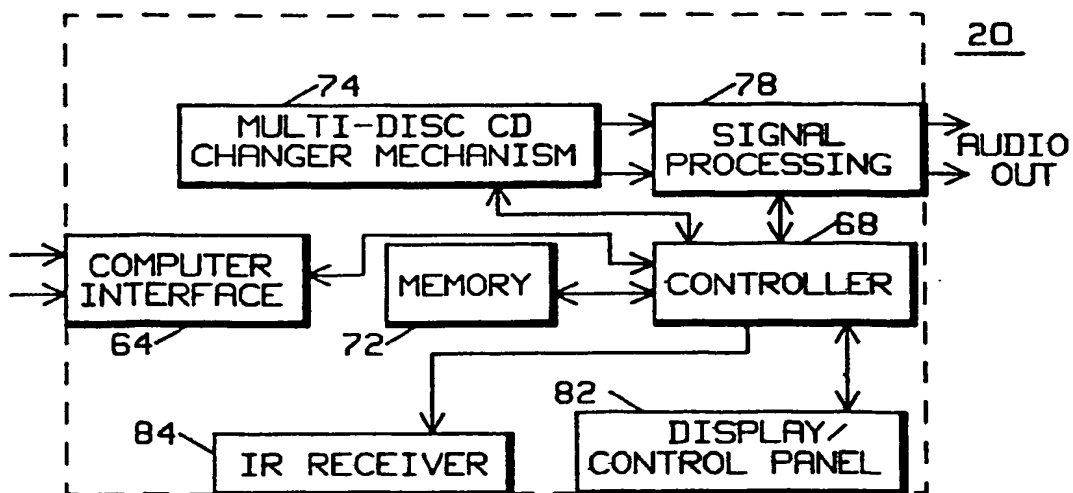 20
74
MULTI-DISC CD
CHANGER MECHANISM
78
SIGNAL
PROCESSING
AUDIO
OUT
68
COMPUTER
INTERFACE
MEMORY
CONTROLLER
64
72
82
84
IR RECEIVER
DISPLAY/
CONTROL PANEL